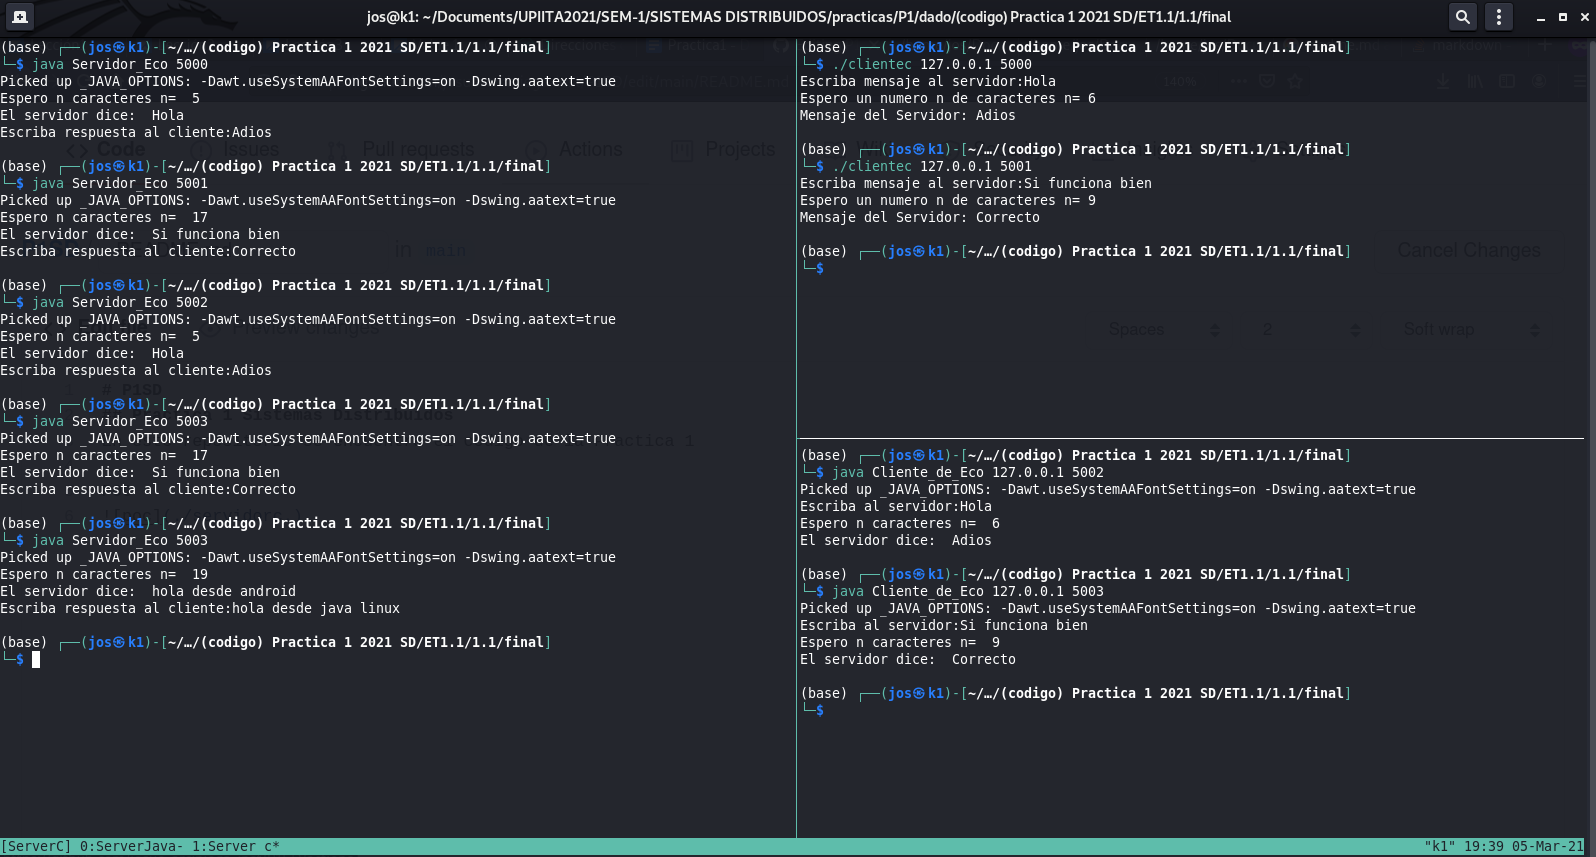 jos@k1: ~/Documents/UPIITA2021/SEM-1/SISTEMAS DISTRIBUIDOS/practicas/P1/dado/(codigo) Practica 1 2021 SD/ET1.1/1.1/final
(base) ┌──(jos㉿k1)-[~/…/(codigo) Practica 1 2021 SD/ET1.1/1.1/final]
└─$ java Servidor_Eco 5000
Picked up _JAVA_OPTIONS: -Dawt.useSystemAAFontSettings=on -Dswing.aatext=true
Espero n caracteres n=  5
El servidor dice:  Hola
Escriba respuesta al cliente:Adios
(base) ┌──(jos㉿k1)-[~/…/(codigo) Practica 1 2021 SD/ET1.1/1.1/final]
└─$ java Servidor_Eco 5001
Picked up _JAVA_OPTIONS: -Dawt.useSystemAAFontSettings=on -Dswing.aatext=true
Espero n caracteres n=  17
El servidor dice:  Si funciona bien
Escriba respuesta al cliente:Correcto
(base) ┌──(jos㉿k1)-[~/…/(codigo) Practica 1 2021 SD/ET1.1/1.1/final]
└─$ java Servidor_Eco 5002
Picked up _JAVA_OPTIONS: -Dawt.useSystemAAFontSettings=on -Dswing.aatext=true
Espero n caracteres n=  5
El servidor dice:  Hola
Escriba respuesta al cliente:Adios
(base) ┌──(jos㉿k1)-[~/…/(codigo) Practica 1 2021 SD/ET1.1/1.1/final]
└─$ java Servidor_Eco 5003
Picked up _JAVA_OPTIONS: -Dawt.useSystemAAFontSettings=on -Dswing.aatext=true
Espero n caracteres n=  17
El servidor dice:  Si funciona bien
Escriba respuesta al cliente:Correcto
(base) ┌──(jos㉿k1)-[~/…/(codigo) Practica 1 2021 SD/ET1.1/1.1/final]
└─$ java Servidor_Eco 5003
Picked up _JAVA_OPTIONS: -Dawt.useSystemAAFontSettings=on -Dswing.aatext=true
Espero n caracteres n=  19
El servidor dice:  hola desde android
Escriba respuesta al cliente:hola desde java linux
(base) ┌──(jos㉿k1)-[~/…/(codigo) Practica 1 2021 SD/ET1.1/1.1/final]
└─$
(base) ┌──(jos㉿k1)-[~/…/(codigo) Practica 1 2021 SD/ET1.1/1.1/final]
└─$ ./clientec 127.0.0.1 5000
Escriba mensaje al servidor:Hola
Espero un numero n de caracteres n= 6
Mensaje del Servidor: Adios
(base) ┌──(jos㉿k1)-[~/…/(codigo) Practica 1 2021 SD/ET1.1/1.1/final]
└─$ ./clientec 127.0.0.1 5001
Escriba mensaje al servidor:Si funciona bien
Espero un numero n de caracteres n= 9
Mensaje del Servidor: Correcto
(base) ┌──(jos㉿k1)-[~/…/(codigo) Practica 1 2021 SD/ET1.1/1.1/final]
└─$
(base) ┌──(jos㉿k1)-[~/…/(codigo) Practica 1 2021 SD/ET1.1/1.1/final]
└─$ java Cliente_de_Eco 127.0.0.1 5002
Picked up _JAVA_OPTIONS: -Dawt.useSystemAAFontSettings=on -Dswing.aatext=true
Escriba al servidor:Hola
Espero n caracteres n=  6
El servidor dice:  Adios
(base) ┌──(jos㉿k1)-[~/…/(codigo) Practica 1 2021 SD/ET1.1/1.1/final]
└─$ java Cliente_de_Eco 127.0.0.1 5003
Picked up _JAVA_OPTIONS: -Dawt.useSystemAAFontSettings=on -Dswing.aatext=true
Escriba al servidor:Si funciona bien
Espero n caracteres n=  9
El servidor dice:  Correcto
(base) ┌──(jos㉿k1)-[~/…/(codigo) Practica 1 2021 SD/ET1.1/1.1/final]
└─$
Code Issues Pull requests Actions Projects
in main
Cancel Changes
Preview changes
Spaces 2 Soft wrap
# P1SD
[ServerC] 0:ServerJava- 1:Server c* "k1" 19:39 05-Mar-21